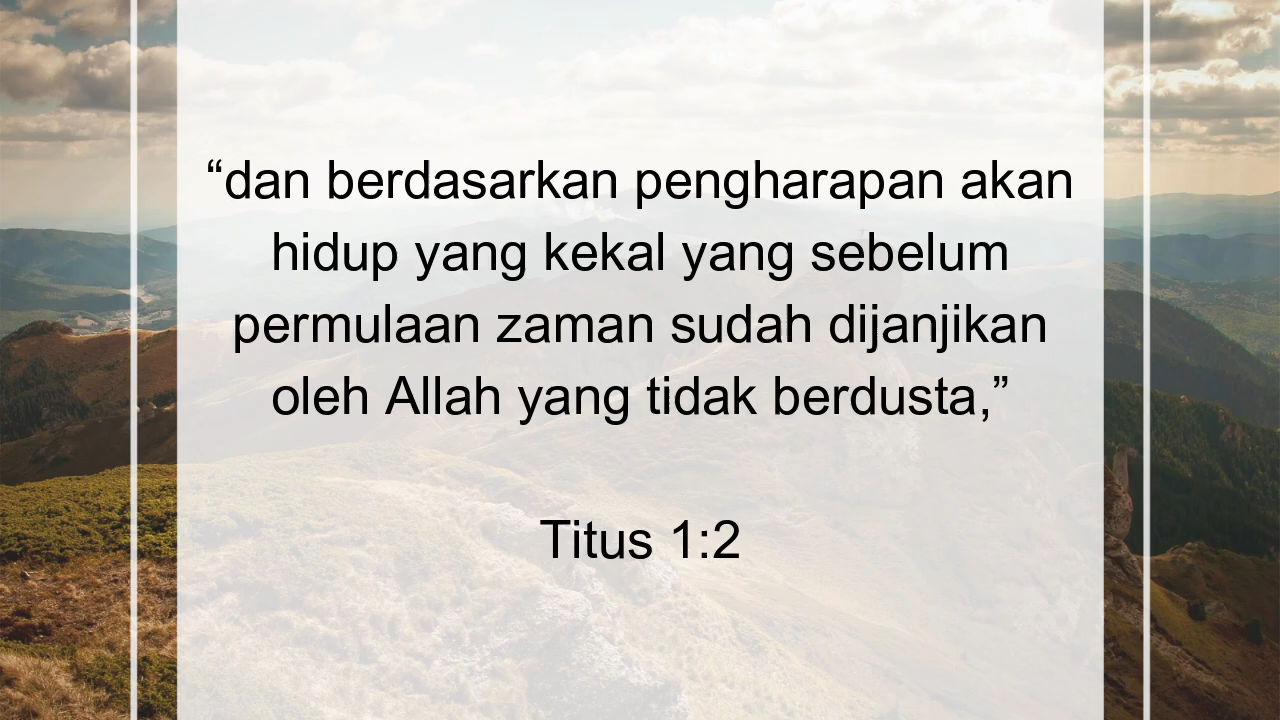 “dan berdasarkan pengharapan akan
hidup yang kekal yang sebelum
permulaan zaman sudah dijanjikan
oleh Allah yang tidak berdusta,”
Titus 1:2